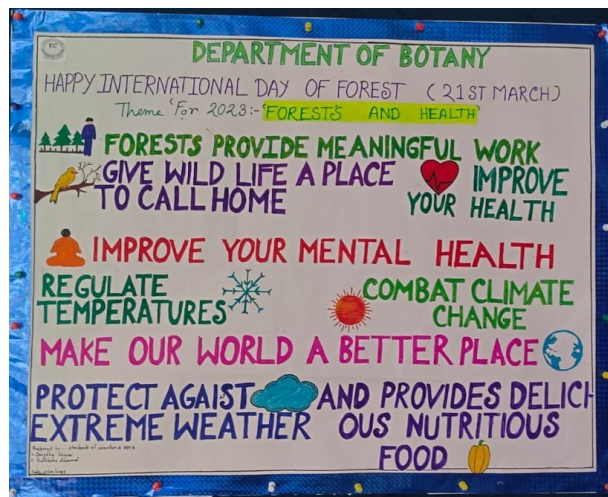 DEPARTMENT OF BOTANY
HAPPY INTERNATIONAL DAY OF FOREST (21ST MARCH)
Theme 'For 2023:- 'FORESTS AND HEALTH'
FORESTS PROVIDE MEANINGFUL WORK
GIVE WILD LIFE A PLACE
TO CALL HOME
IMPROVE
YOUR HEALTH
IMPROVE YOUR MENTAL HEALTH
REGULATE
TEMPERATURES
COMBAT CLIMATE
CHANGE
MAKE OUR WORLD A BETTER PLACE
PROTECT AGAIST
EXTREME WEATHER
AND PROVIDES DELICI-
OUS NUTRITIOUS
FOOD